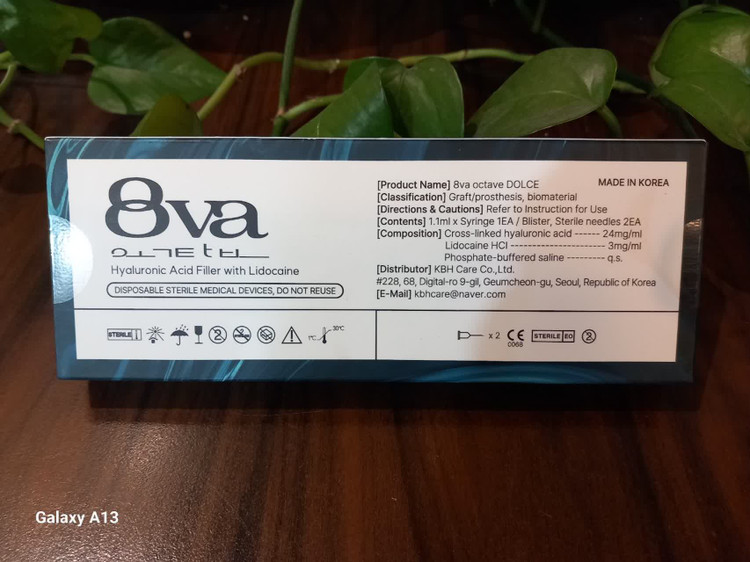 8va
옥타브
Hyaluronic Acid Filler with Lidocaine
DISPOSABLE STERILE MEDICAL DEVICES, DO NOT REUSE
[Product Name] 8va octave DOLCE
MADE IN KOREA
[Classification] Graft/prosthesis, biomaterial
[Directions & Cautions] Refer to Instruction for Use
[Contents] 1.1ml x Syringe 1EA / Blister, Sterile needles 2EA
[Composition] Cross-linked hyaluronic acid ------ 24mg/ml
Lidocaine HCl ---------------------- 3mg/ml
Phosphate-buffered saline --------- q.s.
[Distributor] KBH Care Co.,Ltd.
#228, 68, Digital-ro 9-gil, Geumcheon-gu, Seoul, Republic of Korea
[E-Mail] kbhcare@naver.com
STERILE
2
1°C 30°C
x 2 CE STERILE EO 2
0068
Galaxy A13